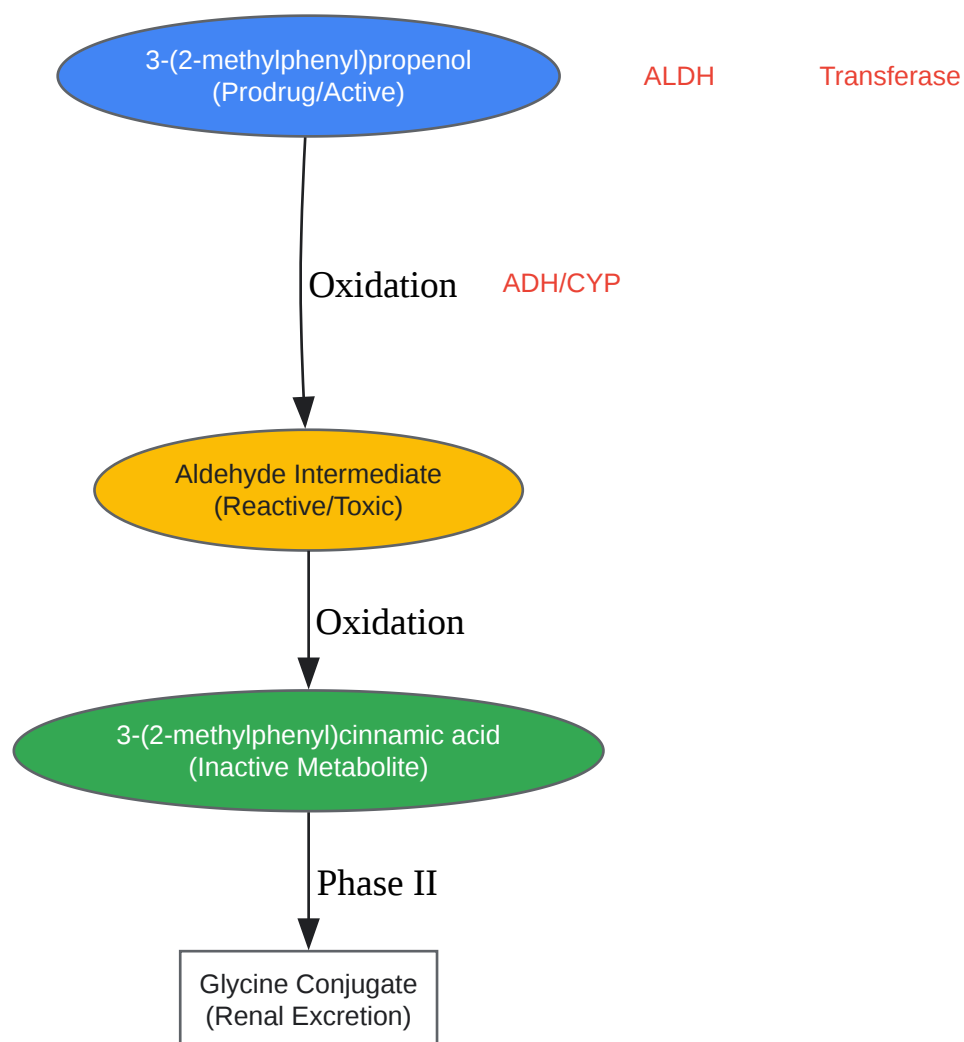 3-(2-methylphenyl)propenol
(Prodrug/Active)
ALDH
Transferase
Oxidation
ADH/CYP
Aldehyde Intermediate
(Reactive/Toxic)
Oxidation
3-(2-methylphenyl)cinnamic acid
(Inactive Metabolite)
Phase II
Glycine Conjugate
(Renal Excretion)